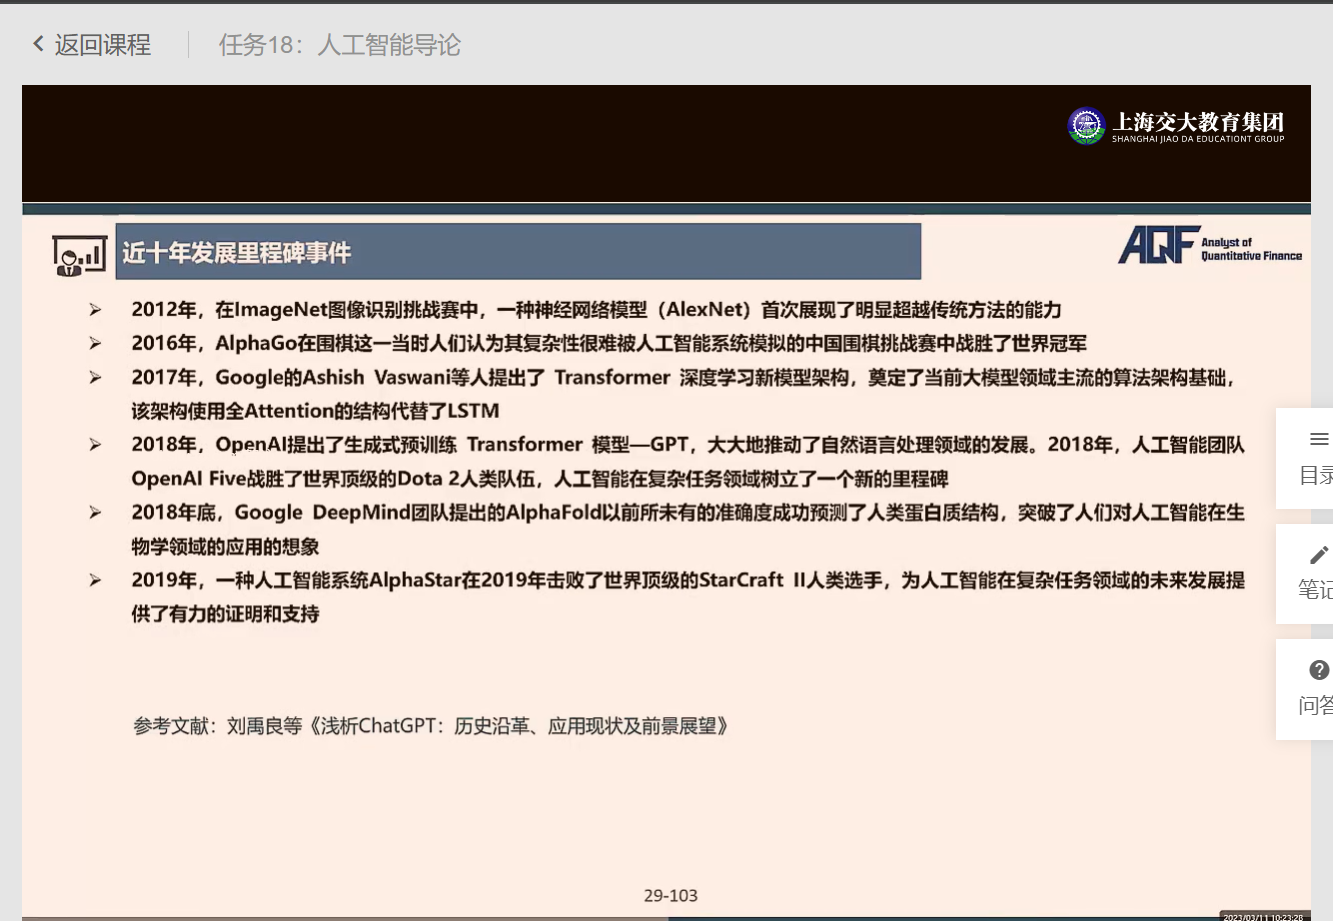 返回课程
任务18：人工智能导论
上海交大教育集团
SHANGHAI JIAO DA EDUCATIONT GROUP
近十年发展里程碑事件
AQF Analyst of
Quantitative Finance
➢ 2012年，在ImageNet图像识别挑战赛中，一种神经网络模型（AlexNet）首次展现了明显超越传统方法的能力
➢ 2016年，AlphaGo在围棋这一当时人们认为其复杂性很难被人工智能系统模拟的中国围棋挑战赛中战胜了世界冠军
➢ 2017年，Google的Ashish Vaswani等人提出了 Transformer 深度学习新模型架构，奠定了当前大模型领域主流的算法架构基础，
该架构使用全Attention的结构代替了LSTM
➢ 2018年，OpenAI提出了生成式预训练 Transformer 模型—GPT，大大地推动了自然语言处理领域的发展。2018年，人工智能团队
OpenAI Five战胜了世界顶级的Dota 2人类队伍，人工智能在复杂任务领域树立了一个新的里程碑
➢ 2018年底，Google DeepMind团队提出的AlphaFold以前所未有的准确度成功预测了人类蛋白质结构，突破了人们对人工智能在生
物学领域的应用的想象
➢ 2019年，一种人工智能系统AlphaStar在2019年击败了世界顶级的StarCraft II人类选手，为人工智能在复杂任务领域的未来发展提
供了有力的证明和支持
参考文献：刘禹良等《浅析ChatGPT：历史沿革、应用现状及前景展望》
目录
笔记
问答
29-103
2023/03/11 10:23:28